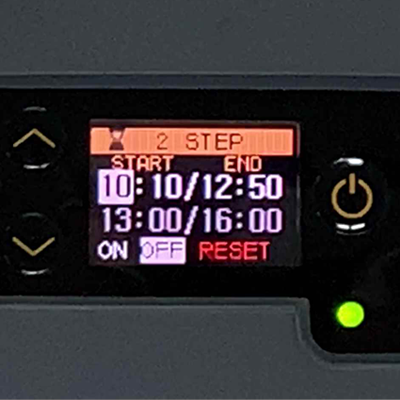 2 STEP
START END
10:10/12:50
13:00/16:00
ON OFF RESET